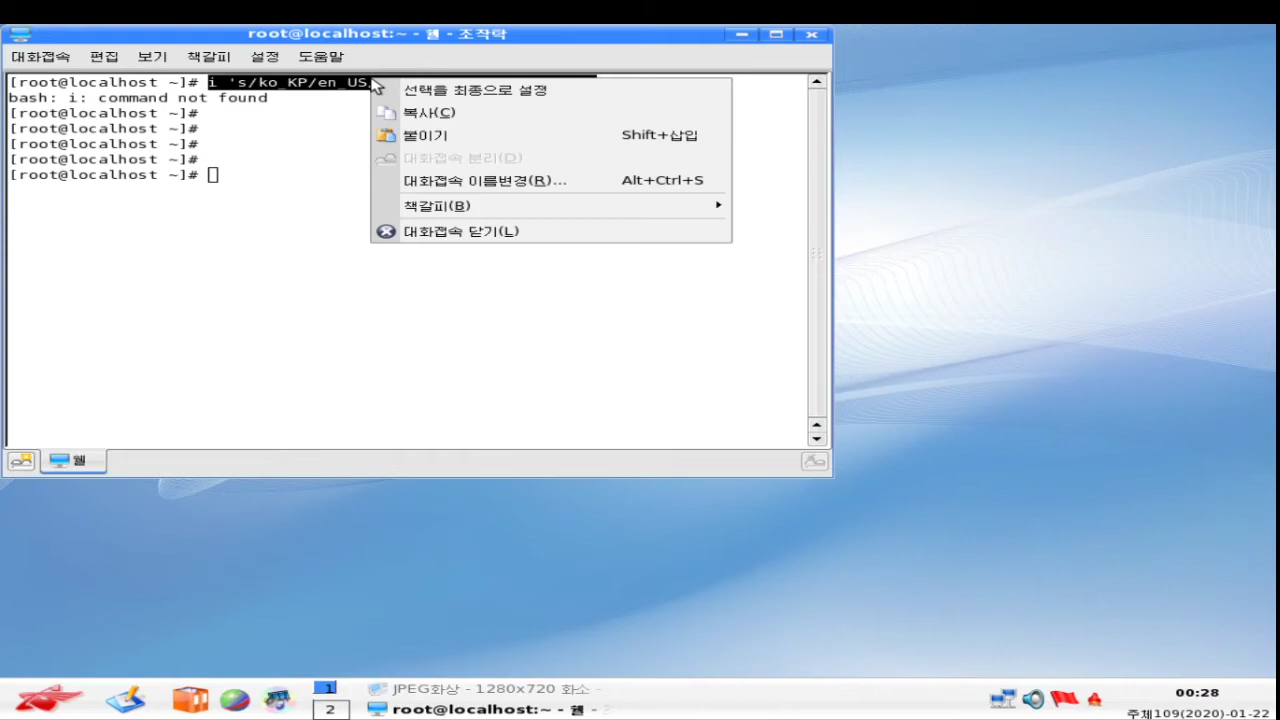 root@localhost:~ - 웹 - 조작탁
대화접속 편집 보기 책갈피 설정 도움말
[root@localhost ~]# i 's/ko_KP/en_US
bash: i: command not found
[root@localhost ~]#
[root@localhost ~]#
[root@localhost ~]#
[root@localhost ~]#
[root@localhost ~]#
선택을 최종으로 설정
복사(C)
붙이기 Shift+삽입
대화접속 분리(D)
대화접속 이름변경(R)... Alt+Ctrl+S
책갈피(B)
대화접속 닫기(L)
웹
1
2
JPEG화상 - 1280x720 화소 -
root@localhost:~ - 웹 -
00:28
주체109(2020)-01-22